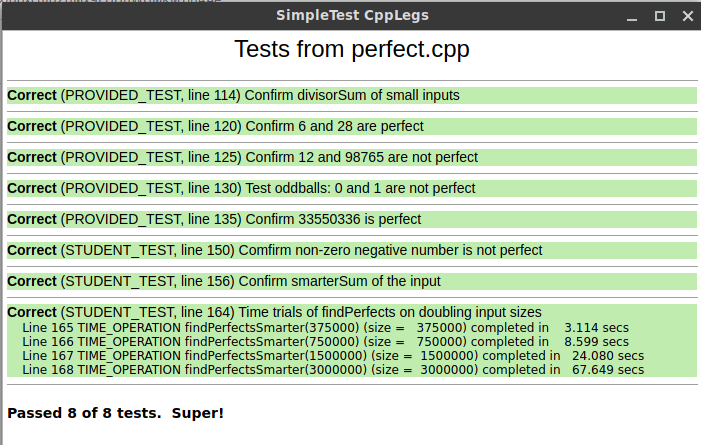 SimpleTest CppLegs
Tests from perfect.cpp
Correct (PROVIDED_TEST, line 114) Confirm divisorSum of small inputs
Correct (PROVIDED_TEST, line 120) Confirm 6 and 28 are perfect
Correct (PROVIDED_TEST, line 125) Confirm 12 and 98765 are not perfect
Correct (PROVIDED_TEST, line 130) Test oddballs: 0 and 1 are not perfect
Correct (PROVIDED_TEST, line 135) Confirm 33550336 is perfect
Correct (STUDENT_TEST, line 150) Comfirm non-zero negative number is not perfect
Correct (STUDENT_TEST, line 156) Confirm smarterSum of the input
Correct (STUDENT_TEST, line 164) Time trials of findPerfects on doubling input sizes
Line 165 TIME_OPERATION findPerfectsSmarter(375000) (size = 375000) completed in 3.114 secs
Line 166 TIME_OPERATION findPerfectsSmarter(750000) (size = 750000) completed in 8.599 secs
Line 167 TIME_OPERATION findPerfectsSmarter(1500000) (size = 1500000) completed in 24.080 secs
Line 168 TIME_OPERATION findPerfectsSmarter(3000000) (size = 3000000) completed in 67.649 secs
Passed 8 of 8 tests. Super!